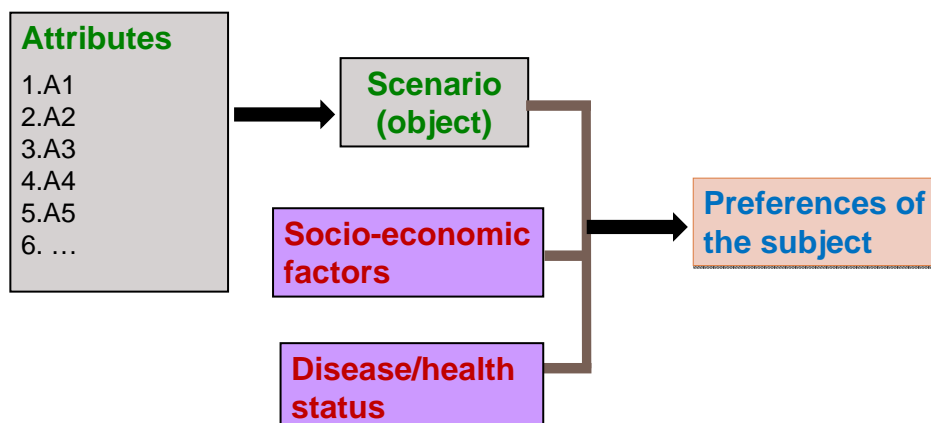 Attributes
1.A1
2.A2
3.A3
4.A4
5.A5
6. ...
Scenario
(object)
Socio-economic
factors
Disease/health
status
Preferences of
the subject